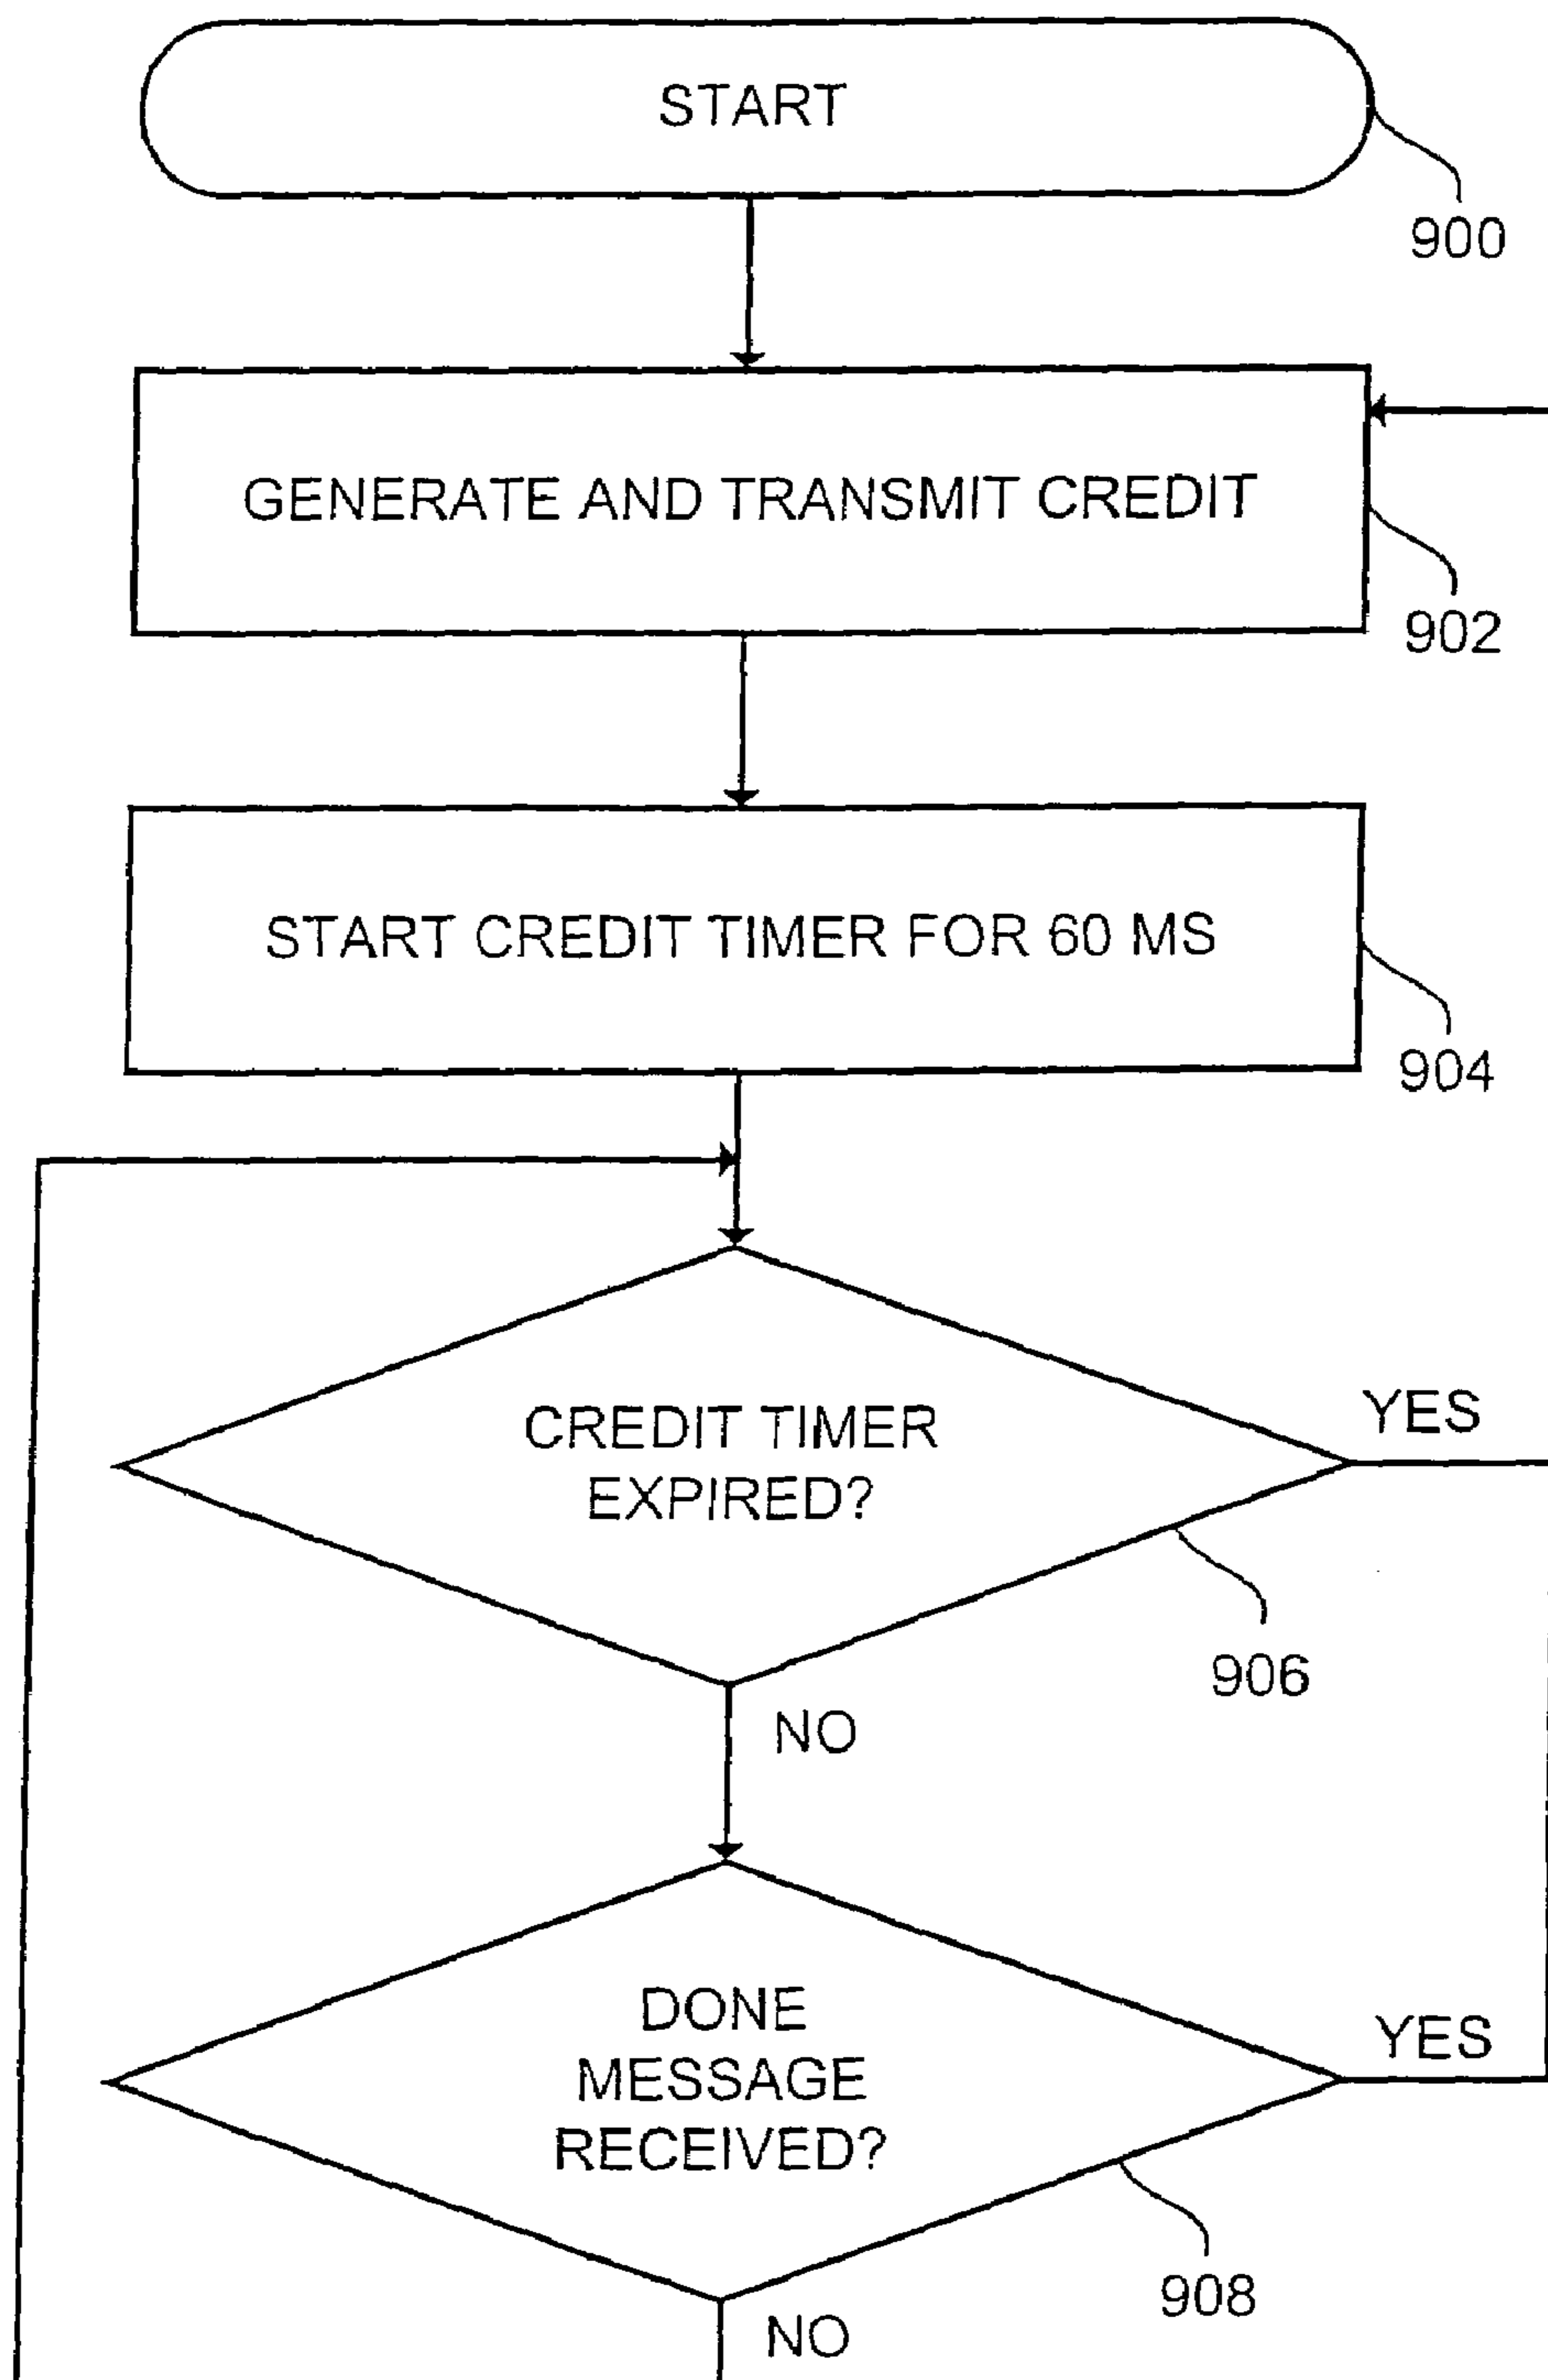 START
900
GENERATE AND TRANSMIT CREDIT
902
START CREDIT TIMER FOR 60 MS
904
CREDIT TIMER
EXPIRED?
YES
906
NO
DONE
MESSAGE
RECEIVED?
YES
908
NO